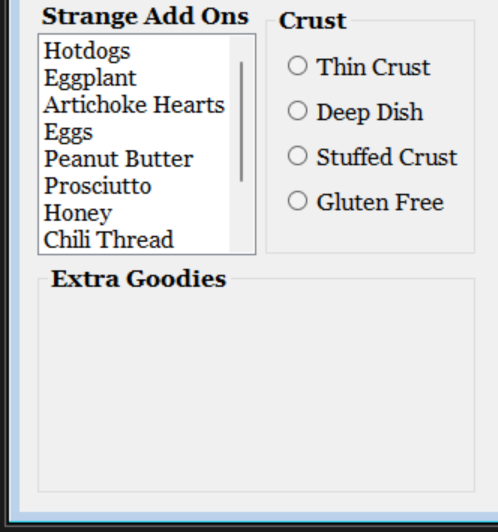 Strange Add Ons
Hotdogs
Eggplant
Artichoke Hearts
Eggs
Peanut Butter
Prosciutto
Honey
Chili Thread
Crust
Thin Crust
Deep Dish
Stuffed Crust
Gluten Free
Extra Goodies